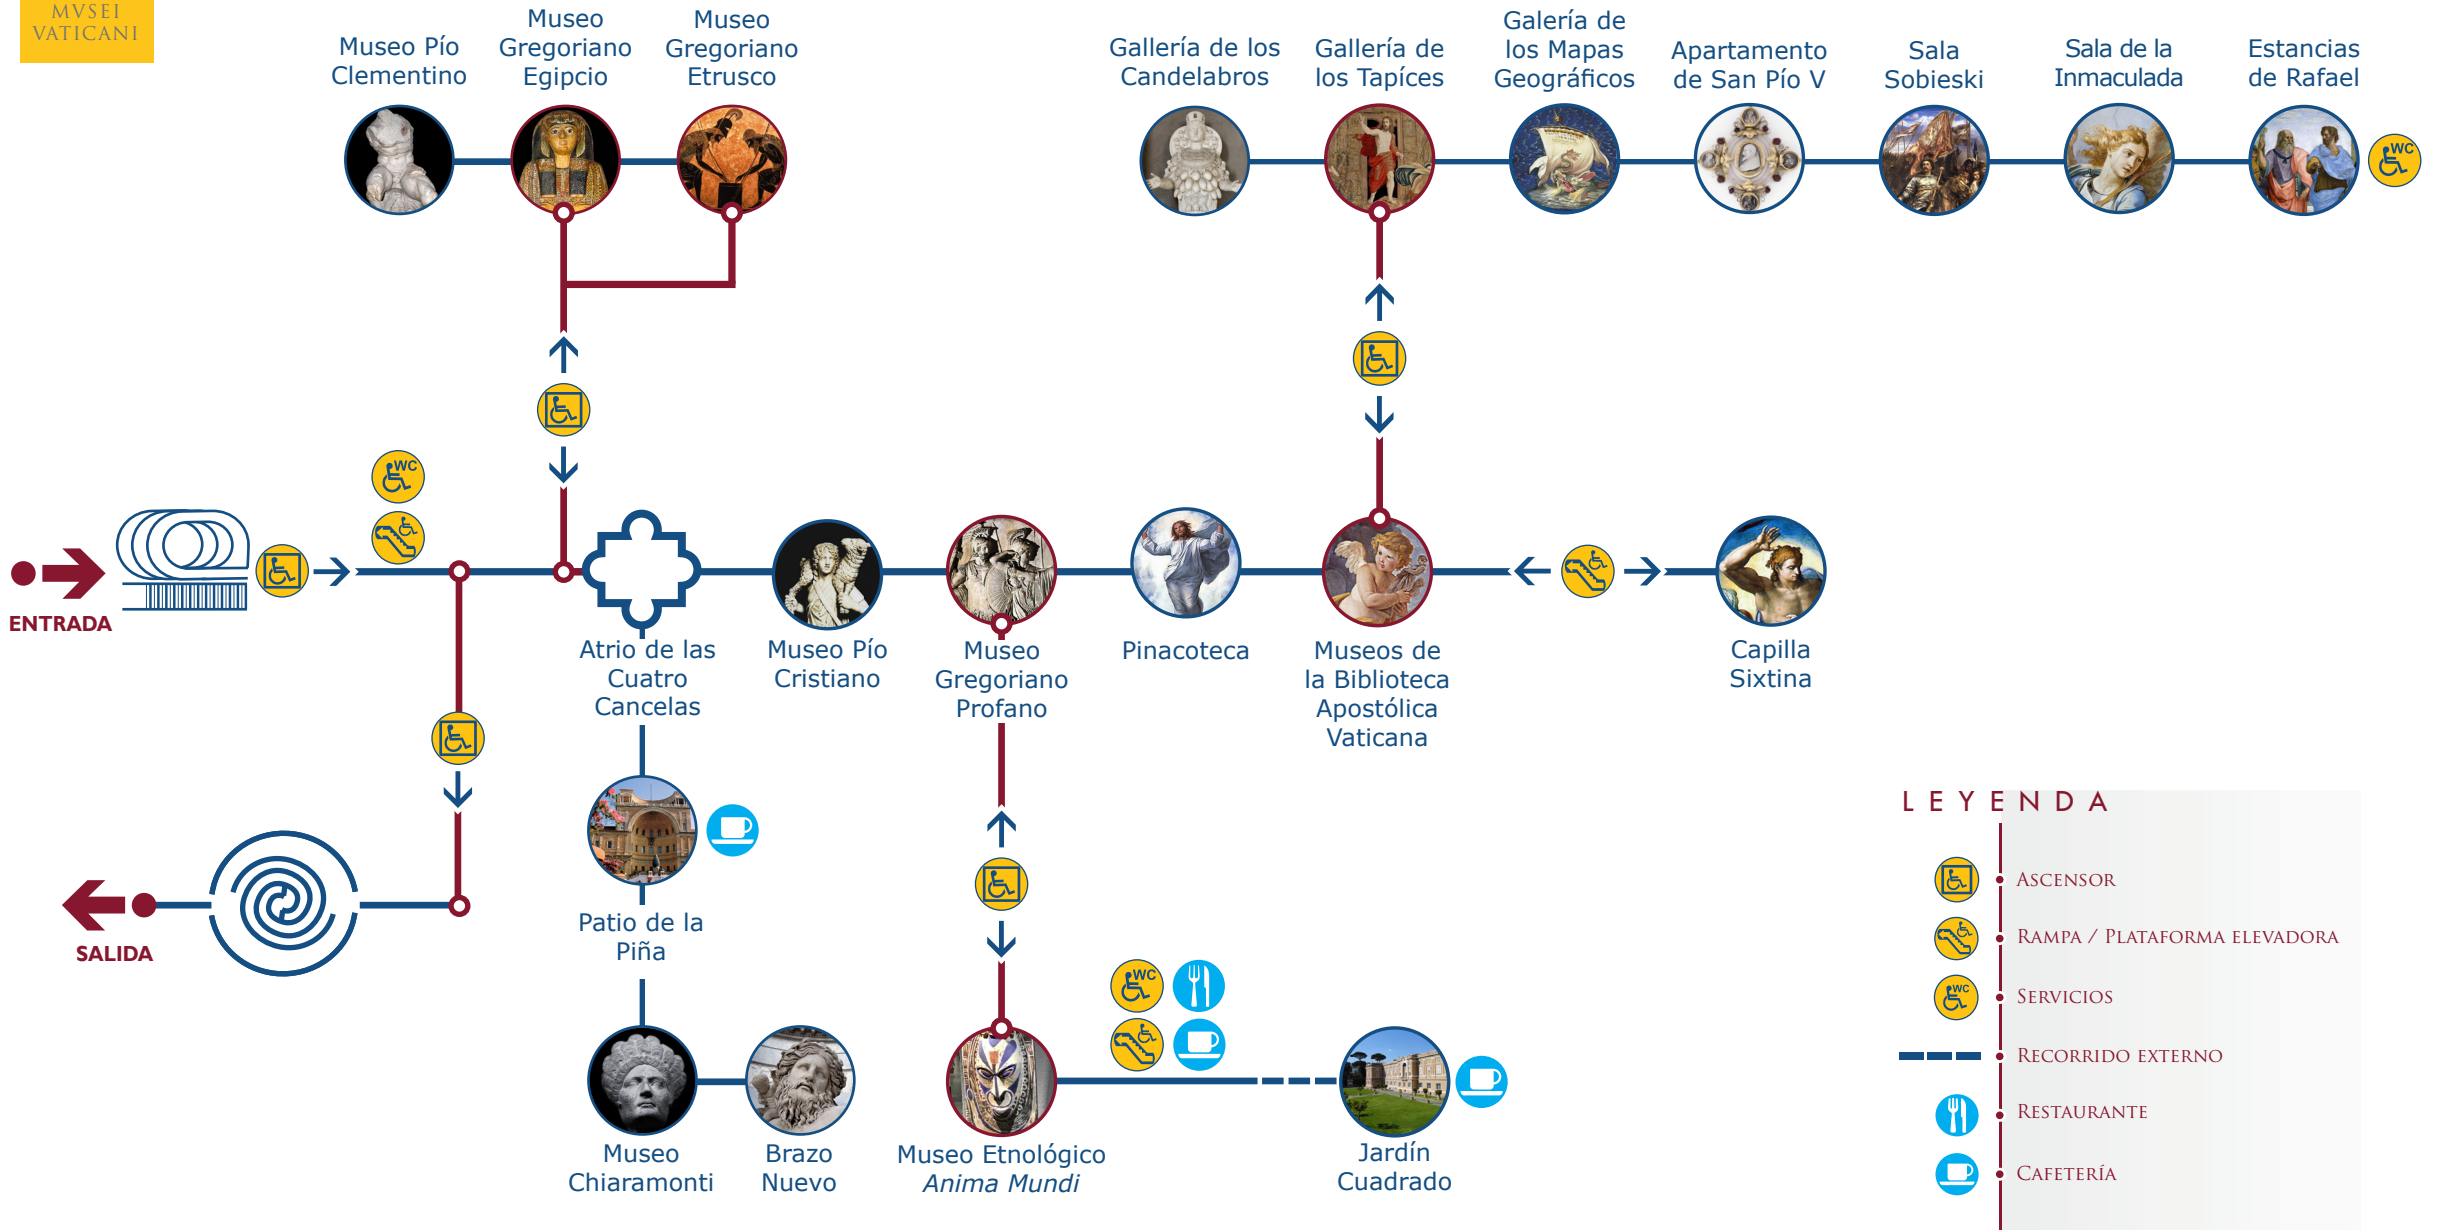 MVSEI
VATICANI
Museo Pío
Clementino
Museo
Gregoriano
Egipcio
Museo
Gregoriano
Etrusco
Gallería de los
Candelabros
Gallería de
los Tapíces
Galería de
los Mapas
Geográficos
Apartamento
de San Pío V
Sala
Sobieski
Sala de la
Inmaculada
Estancias
de Rafael
WC
WC
ENTRADA
Atrio de las
Cuatro
Cancelas
Museo Pío
Cristiano
Museo
Gregoriano
Profano
Pinacoteca
Museos de
la Biblioteca
Apostólica
Vaticana
Capilla
Sixtina
SALIDA
Patio de la
Piña
WC
Museo
Chiaramonti
Brazo
Nuevo
Museo Etnológico
Anima Mundi
Jardín
Cuadrado
LEYENDA
Ascensor
Rampa / Plataforma elevadora
WC
Servicios
Recorrido externo
Restaurante
Cafetería